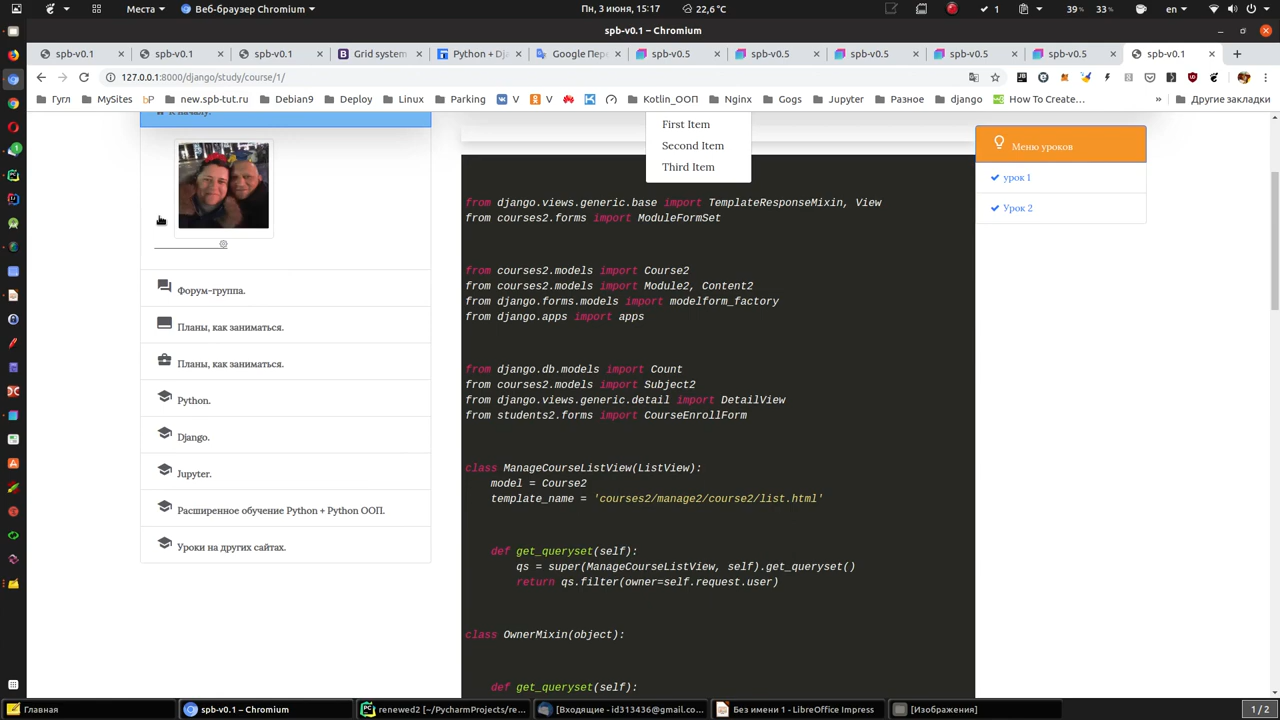 Места
Веб-браузер Chromium
Пн, 3 июня, 15:17
22,6°C
1
39%
33%
en
spb-v0.1 – Chromium
spb-v0.1
spb-v0.1
spb-v0.1
Grid system
Python + DJ
Google Пере
spb-v0.5
spb-v0.5
spb-v0.5
spb-v0.5
spb-v0.5
spb-v0.1
127.0.0.1:8000/django/study/course/1/
Гугл
MySites
new.spb-tut.ru
Debian9
Deploy
Linux
Parking
V
V
Kotlin_ООП
Nginx
Gogs
Jupyter
Разное
django
How To Create…
»
Другие закладки
К началу.
First Item
Second Item
Third Item
Меню уроков
урок 1
Урок 2
Форум-группа.
Планы, как заниматься.
Планы, как заниматься.
Python.
Django.
Jupyter.
Расширенное обучение Python + Python ООП.
Уроки на других сайтах.
from django.views.generic.base import TemplateResponseMixin, View
from courses2.forms import ModuleFormSet
from courses2.models import Course2
from courses2.models import Module2, Content2
from django.forms.models import modelform_factory
from django.apps import apps
from django.db.models import Count
from courses2.models import Subject2
from django.views.generic.detail import DetailView
from students2.forms import CourseEnrollForm
class ManageCourseListView(ListView):
model = Course2
template_name = 'courses2/manage2/course2/list.html'
def get_queryset(self):
qs = super(ManageCourseListView, self).get_queryset()
return qs.filter(owner=self.request.user)
class OwnerMixin(object):
def get_queryset(self):
Главная
spb-v0.1 – Chromium
renewed2 [~/PycharmProjects/re…
[Входящие - id313436@gmail.co…
Без имени 1 - LibreOffice Impress
[Изображения]
1/2